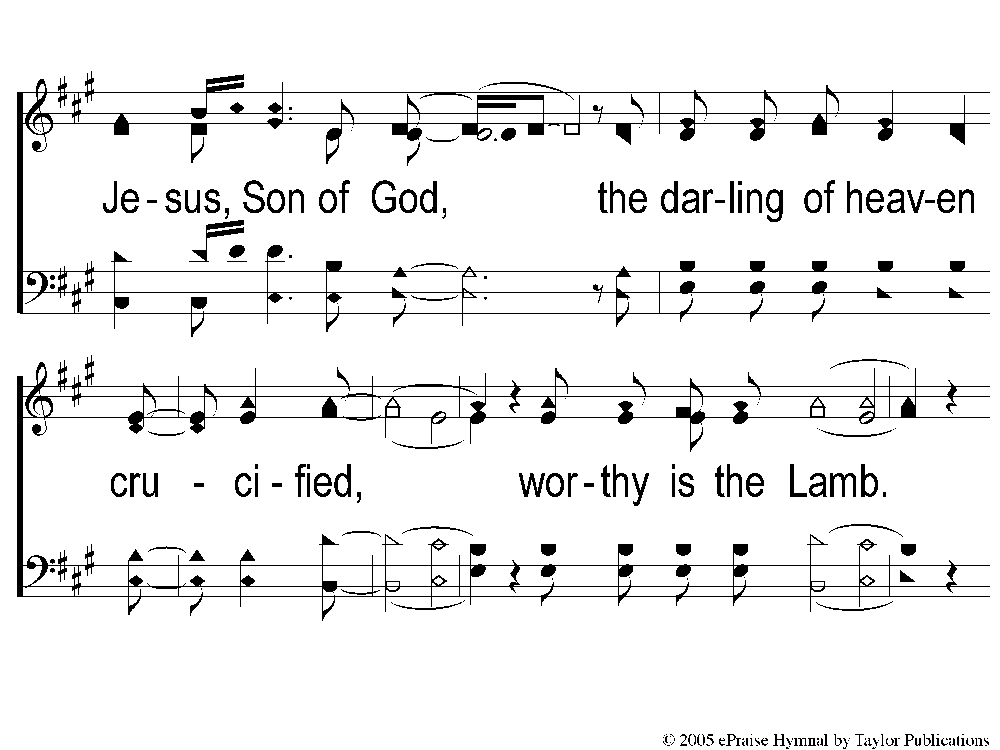 Je - sus, Son of God, the dar-ling of heav-en
cru - ci - fied, wor - thy is the Lamb.
© 2005 ePraise Hymnal by Taylor Publications